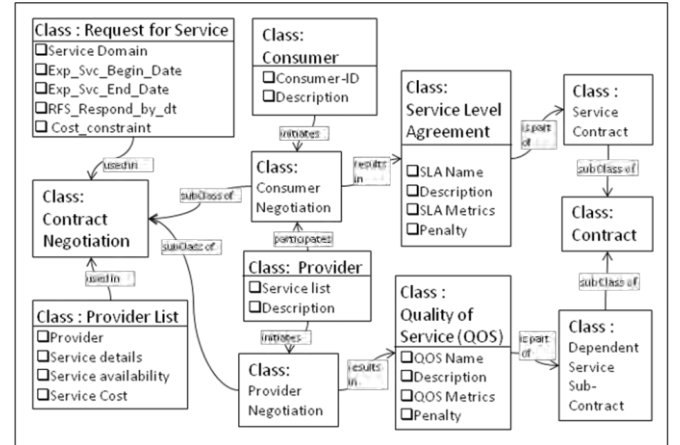 Class : Request for Service
Service Domain
Exp_Svc_Begin_Date
Exp_Svc_End_Date
RFS_Respond_by_dt
Cost_constraint
Class:
Consumer
Consumer-ID
Description
Class:
Service Level
Agreement
SLA Name
Description
SLA Metrics
Penalty
Class :
Service
Contract
is part
of
initiates
used in
results
in
subClass of
subClass of
Class:
Contract
Negotiation
Class:
Consumer
Negotiation
Class:
Contract
subClass of
participates
used in
Class: Provider
Service list
Description
subClass of
Class :
Quality of
Service (QOS)
QOS Name
Description
QOS Metrics
Penalty
Class : Provider List
Provider
Service details
Service availability
Service Cost
initiates
is part
of
Class :
Dependent
Service
Sub-
Contract
Class:
Provider
Negotiation
results
in